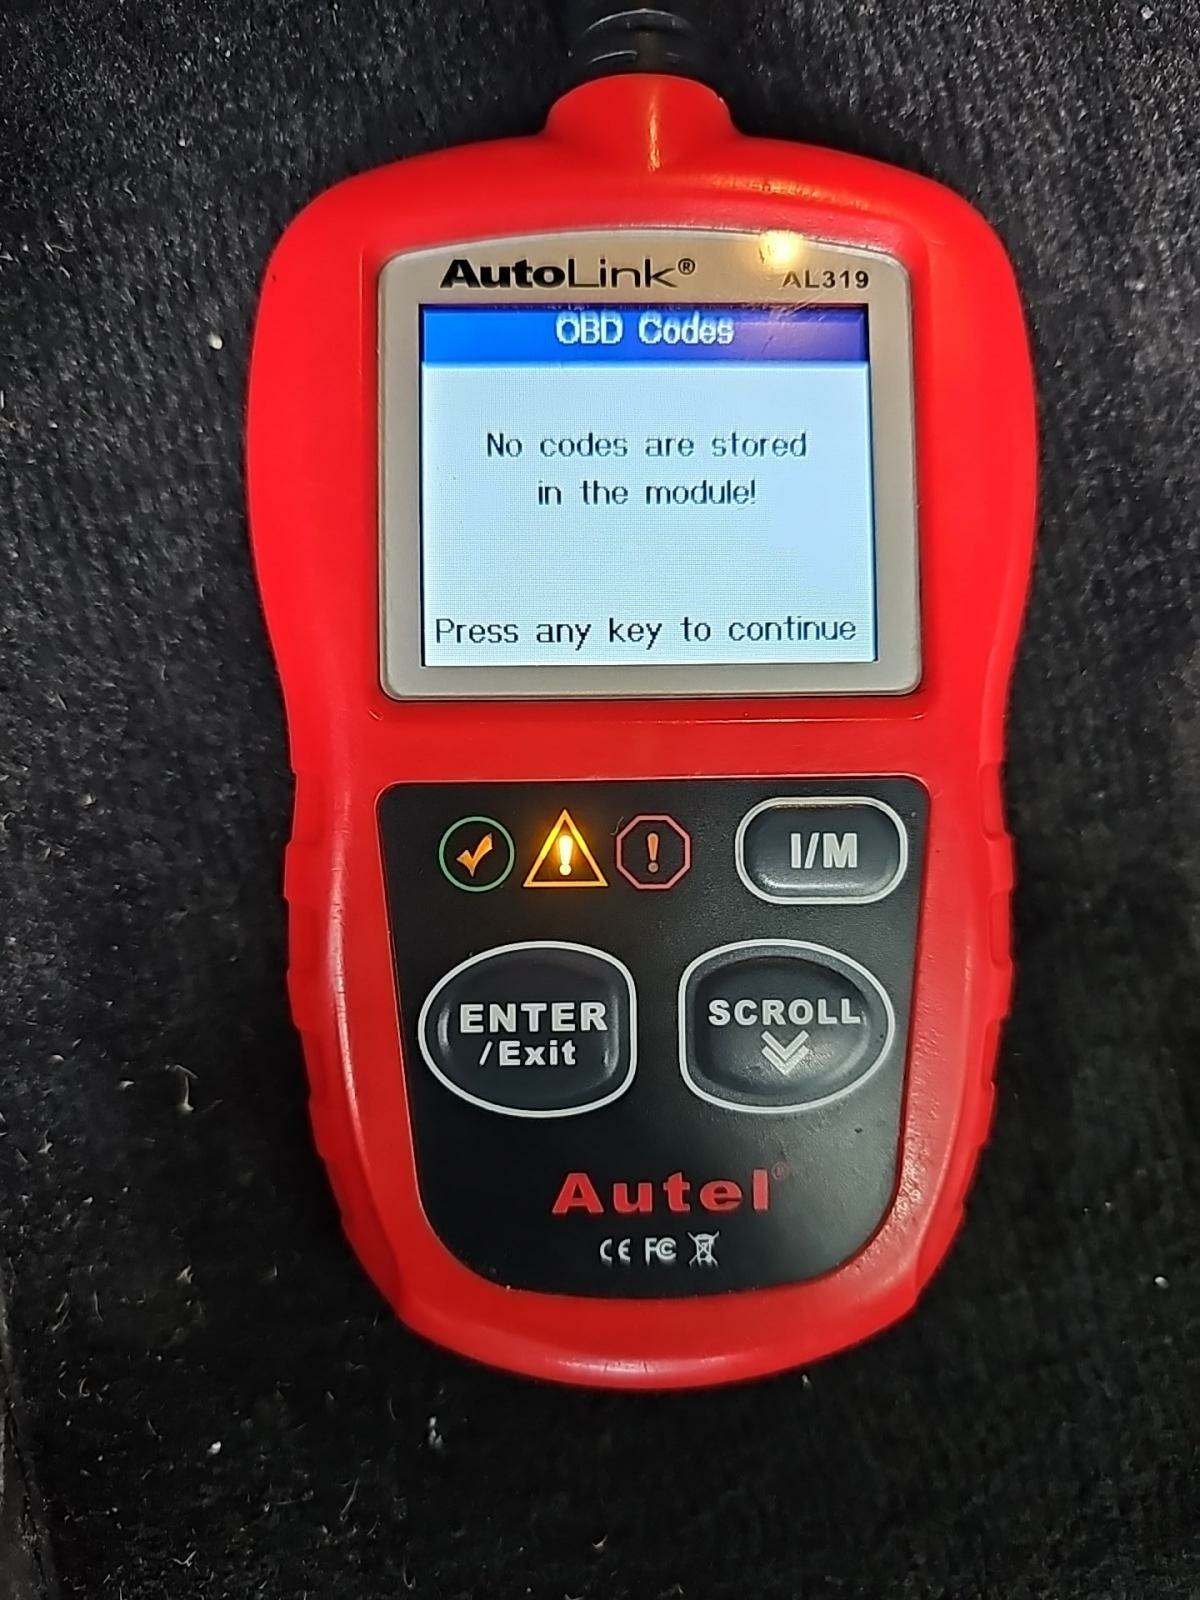 AutoLink®
AL319
OBD Codes
No codes are stored
in the module!
Press any key to continue
I/M
ENTER
/Exit
SCROLL
Autel®
CE FC